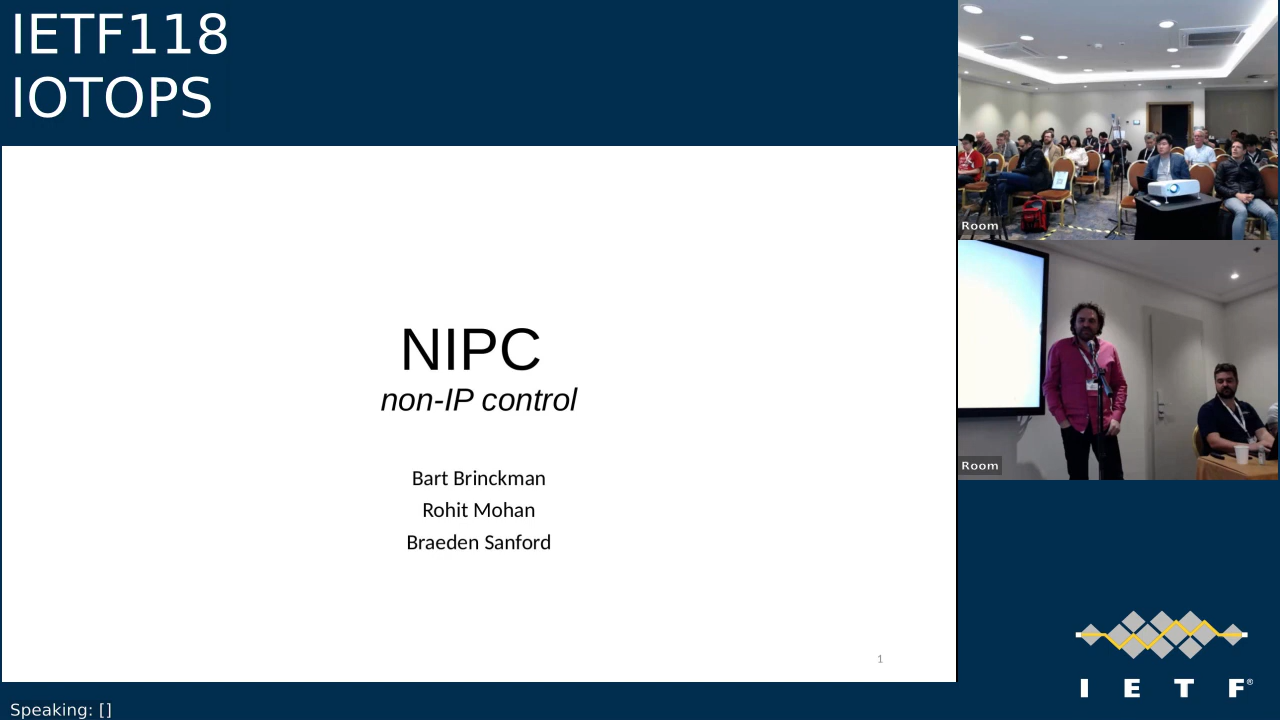 IETF118
IOTOPS
Room
NIPC
non-IP control
Bart Brinckman
Rohit Mohan
Braeden Sanford
1
Room
I E T F®
Speaking: []